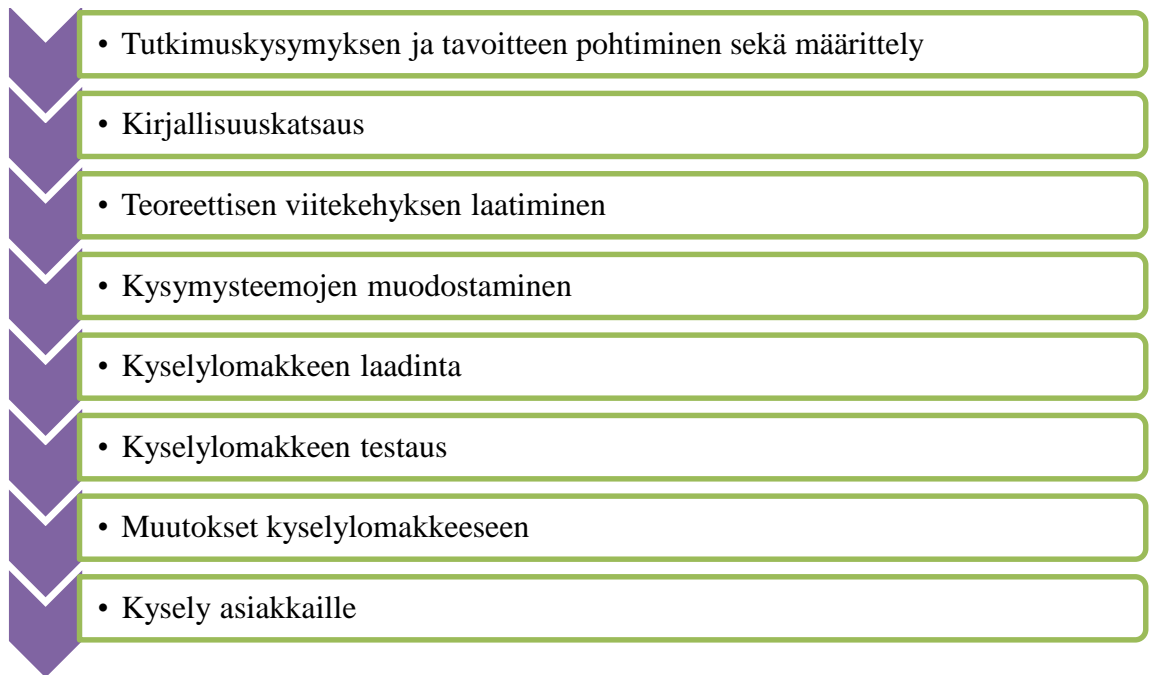 • Tutkimuskysymyksen ja tavoitteen pohtiminen sekä määrittely
• Kirjallisuuskatsaus
• Teoreettisen viitekehyksen laatiminen
• Kysymysteemojen muodostaminen
• Kyselylomakkeen laadinta
• Kyselylomakkeen testaus
• Muutokset kyselylomakkeeseen
• Kysely asiakkaille